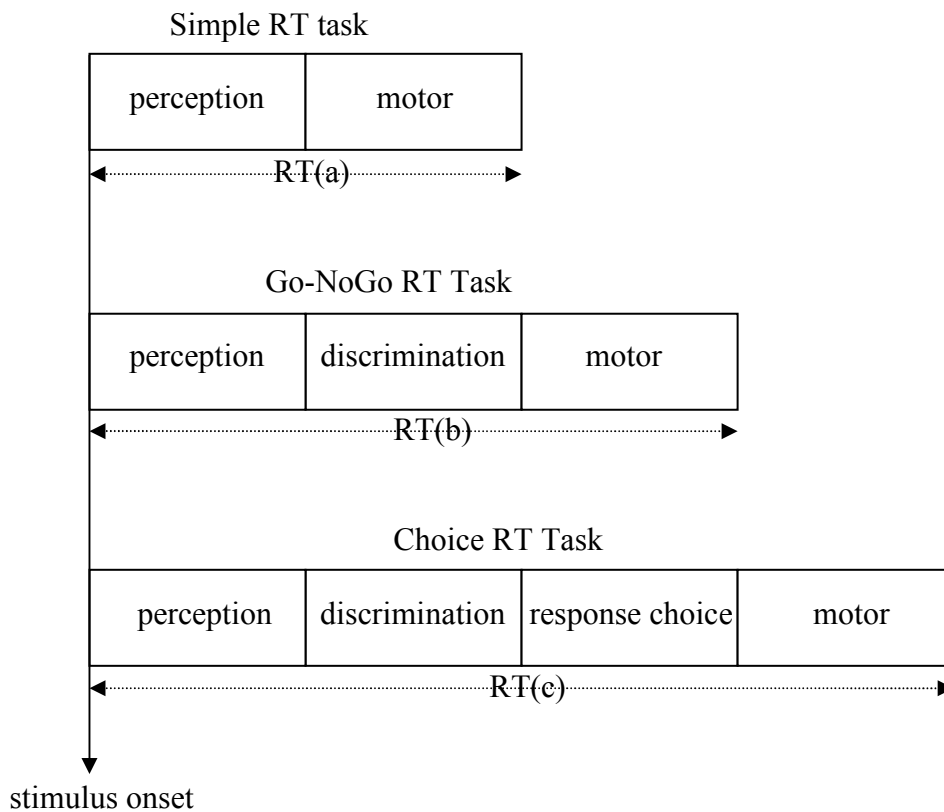 Simple RT task
perception motor
RT(a)
Go-NoGo RT Task
perception discrimination motor
RT(b)
Choice RT Task
perception discrimination response choice motor
RT(c)
stimulus onset